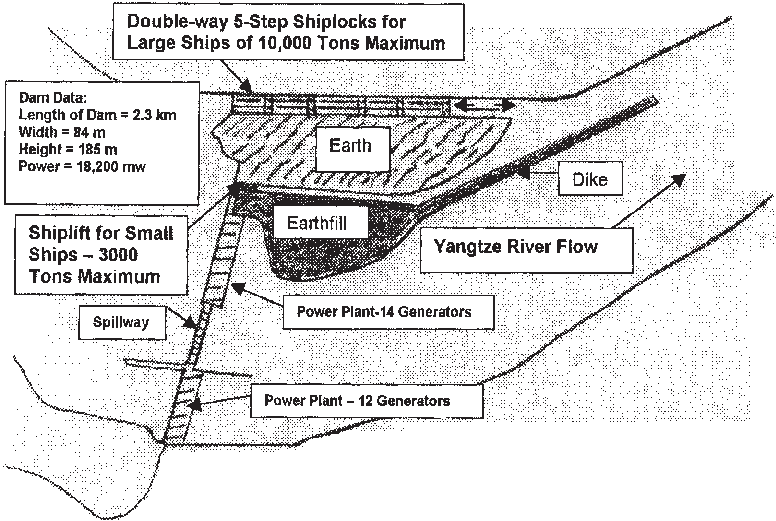 Double-way 5-Step Shiplocks for
Large Ships of 10,000 Tons Maximum
Dam Data:
Length of Dam = 2.3 km
Width = 84 m
Height = 185 m
Power = 18,200 mw
Earth
Dike
Earthfill
Shiplift for Small
Ships – 3000
Tons Maximum
Yangtze River Flow
Power Plant-14 Generators
Spillway
Power Plant – 12 Generators